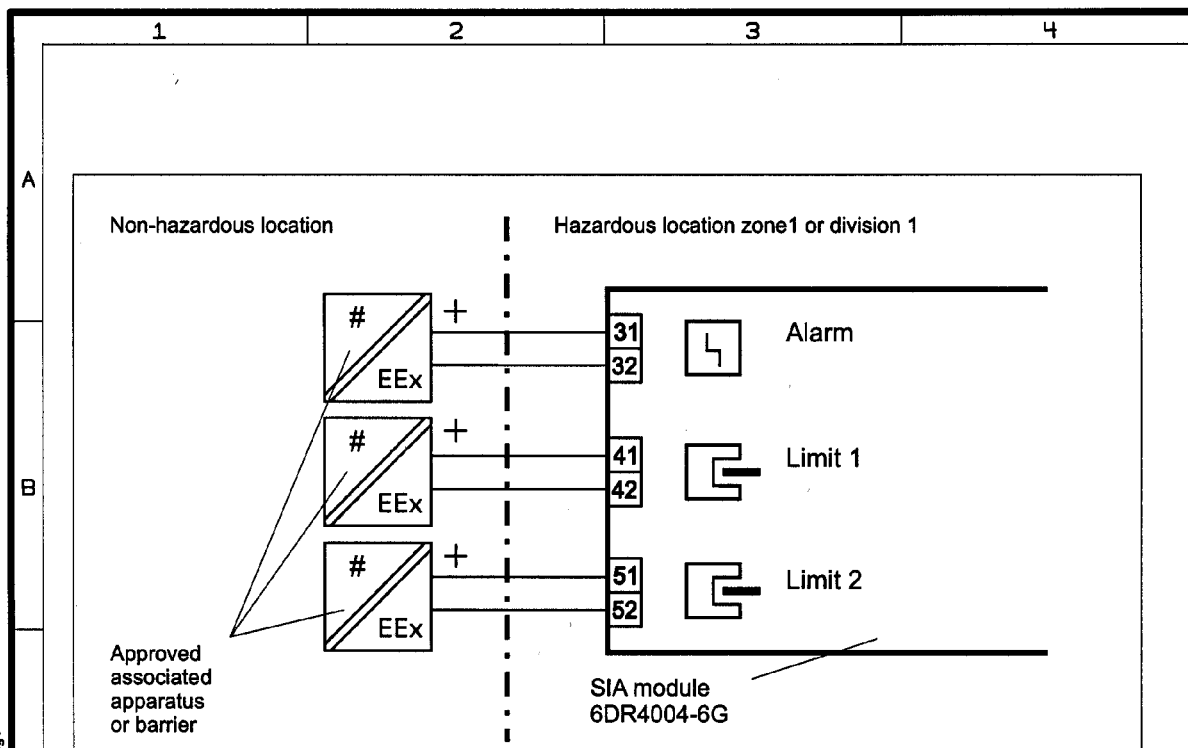 1 2 3 4
A
Non-hazardous location
Hazardous location zone1 or division 1
# + 31 Alarm
EEx 32
# + 41 Limit 1
B
EEx 42
# + 51 Limit 2
EEx 52
Approved
associated
apparatus
or barrier
SIA module
6DR4004-6G